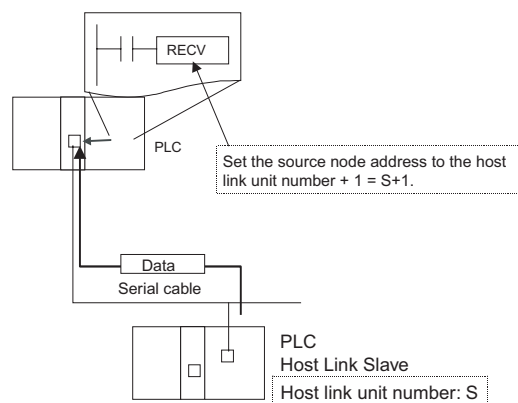 RECV
PLC
Set the source node address to the host
link unit number + 1 = S+1.
Data
Serial cable
PLC
Host Link Slave
Host link unit number: S